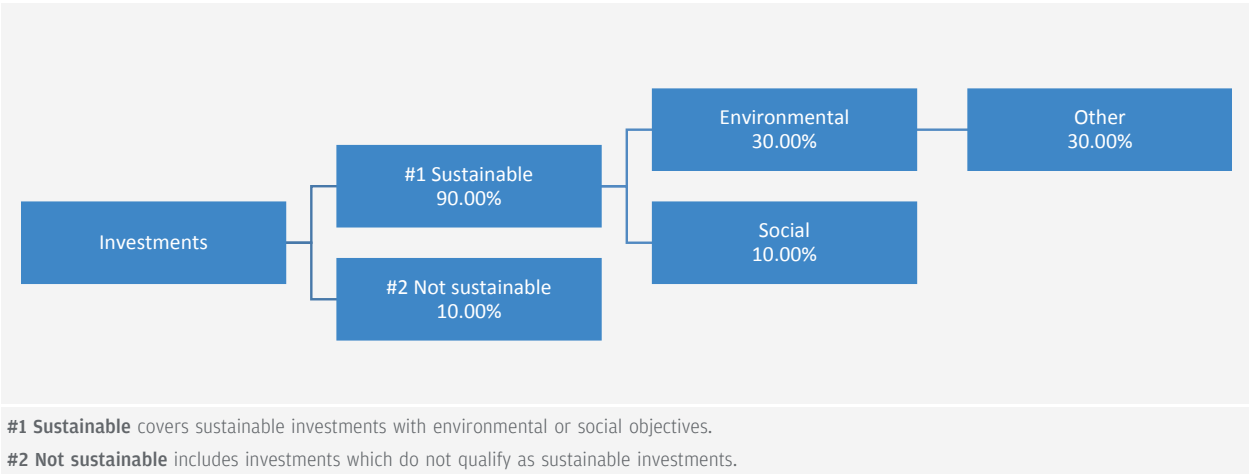 Investments
#1 Sustainable
90.00%
#2 Not sustainable
10.00%
Environmental
30.00%
Social
10.00%
Other
30.00%
#1 Sustainable covers sustainable investments with environmental or social objectives.
#2 Not sustainable includes investments which do not qualify as sustainable investments.